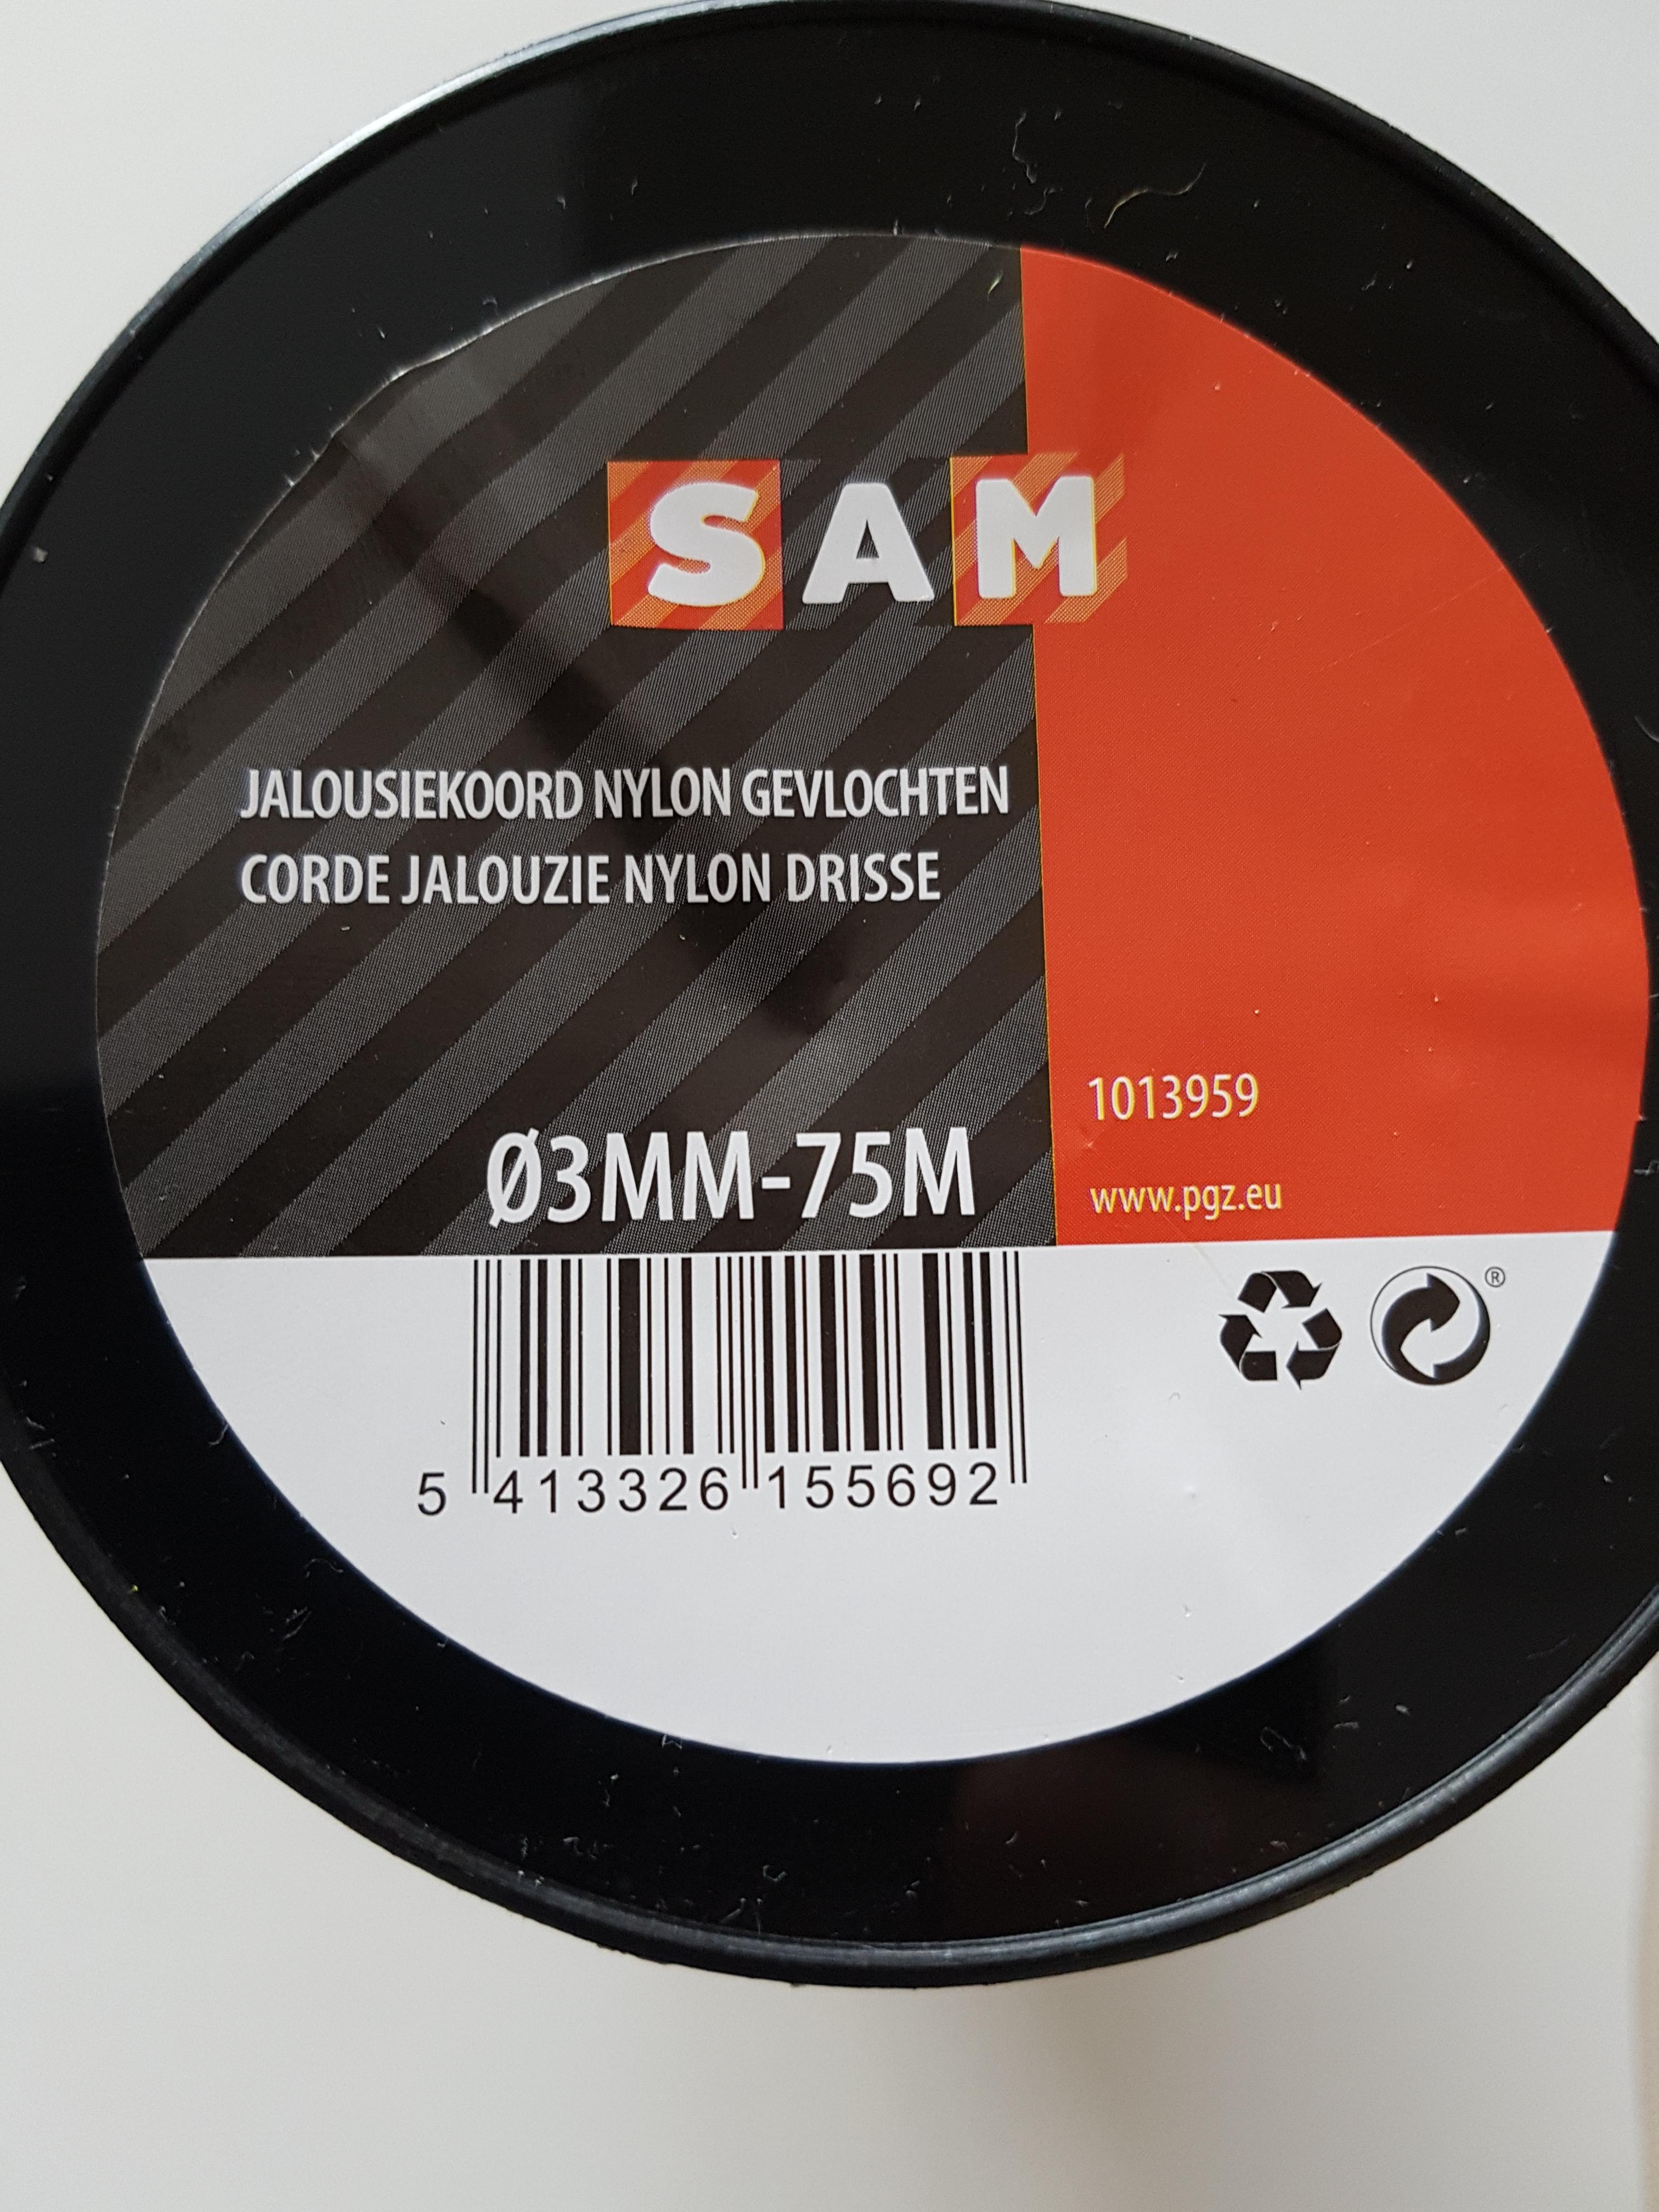 SAM
JALOUSIEKOORD NYLON GEVLOCHTEN
CORDE JALOUZIE NYLON DRISSE
Ø3MM-75M
1013959
www.pgz.eu
®
5 413326 155692